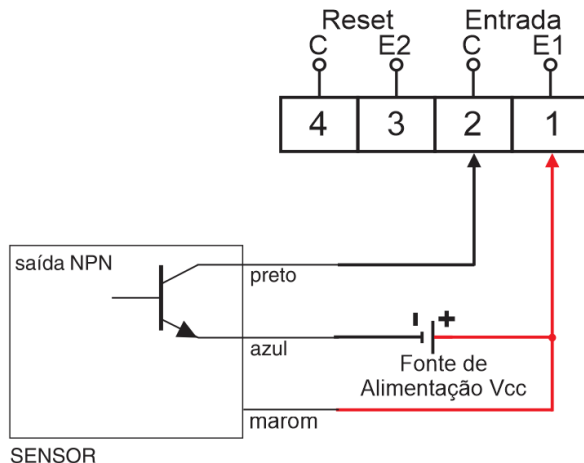 Reset Entrada
C E2 C E1
4 3 2 1
saída NPN
preto
azul
- +
Fonte de
Alimentação Vcc
marom
SENSOR